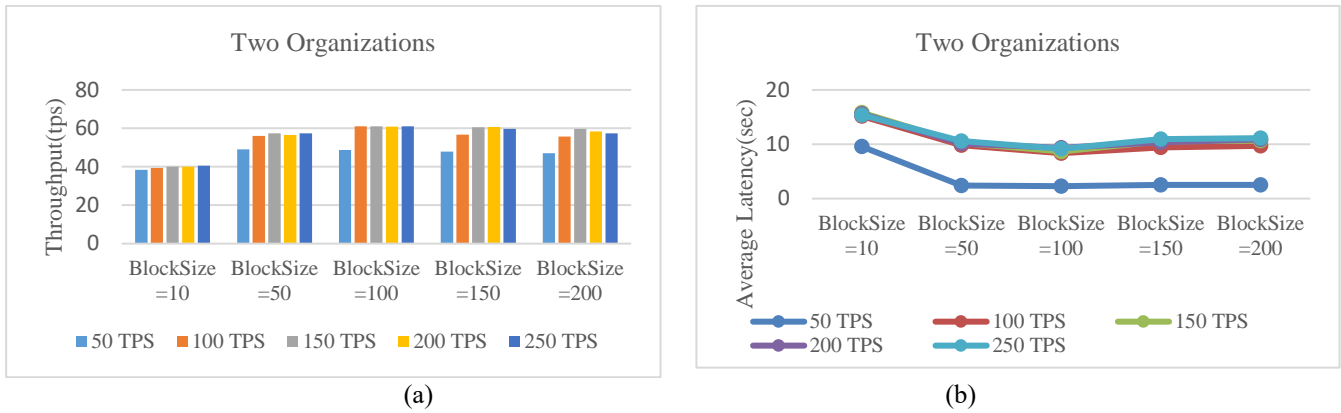 Two Organizations
Throughput(tps)
80
60
40
20
0
BlockSize BlockSize BlockSize BlockSize BlockSize
=10 =50 =100 =150 =200
50 TPS 100 TPS 150 TPS 200 TPS 250 TPS
(a)
Two Organizations
Average Latency(sec)
20
10
0
BlockSize BlockSize BlockSize BlockSize BlockSize
=10 =50 =100 =150 =200
50 TPS 100 TPS 150 TPS
200 TPS 250 TPS
(b)